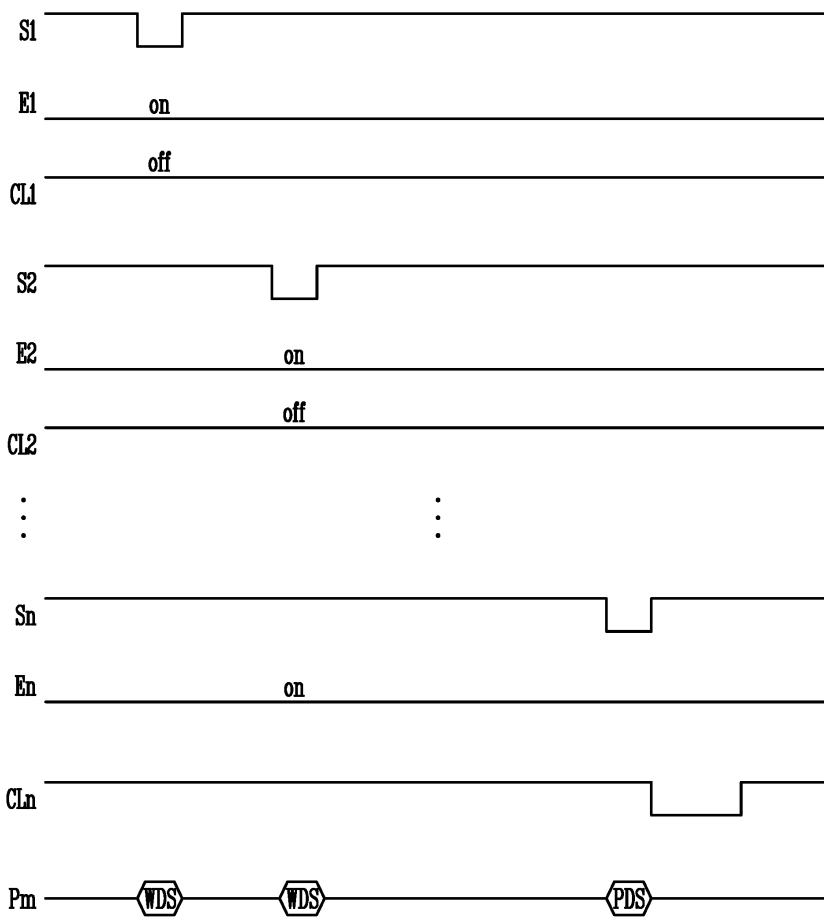 S1
E1 on
off
CL1
S2
E2 on
off
CL2
Sn
En on
CLn
Pm WDS WDS PDS